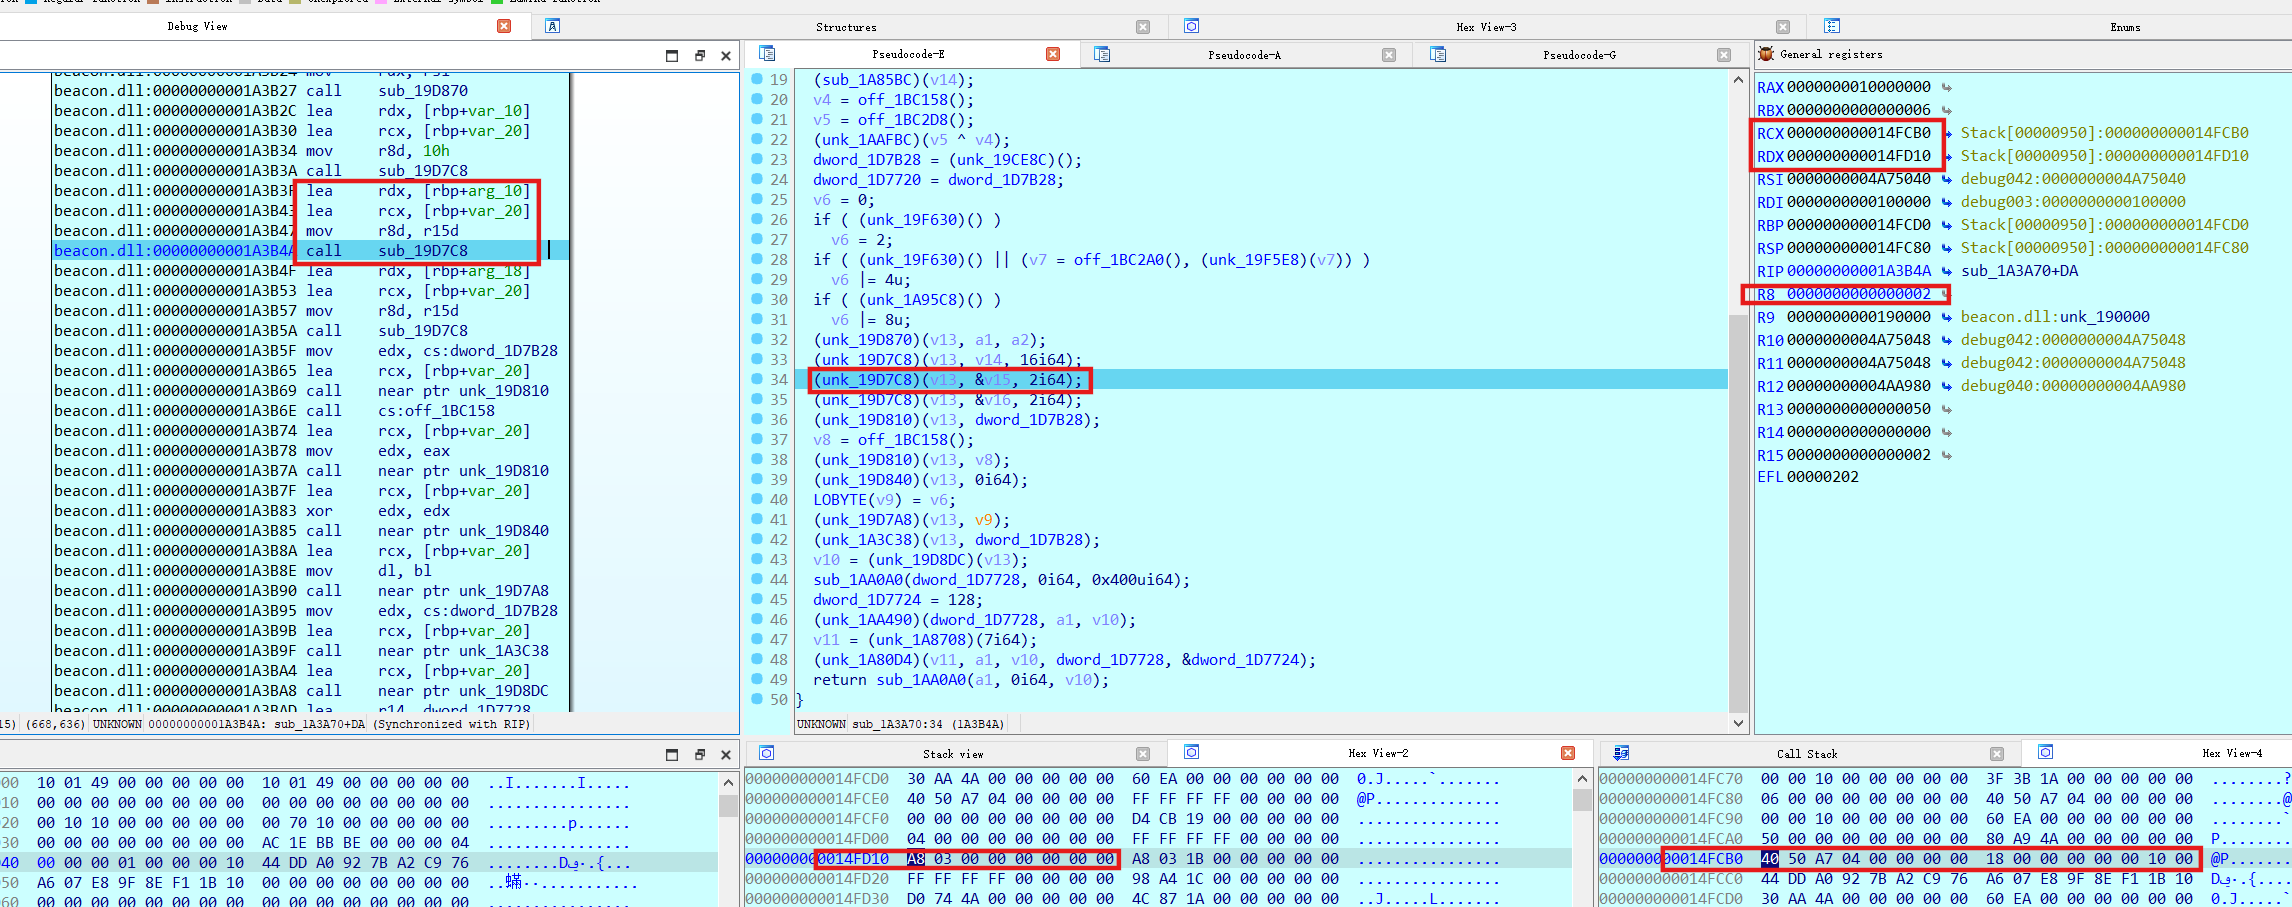 Debug View
Structures
Hex View-3
Enums
Pseudocode-E
Pseudocode-A
Pseudocode-G
General registers
beacon.dll:00000000001A3B27 call sub_19D870
beacon.dll:00000000001A3B2C lea rdx, [rbp+var_10]
beacon.dll:00000000001A3B30 lea rcx, [rbp+var_20]
beacon.dll:00000000001A3B34 mov r8d, 10h
beacon.dll:00000000001A3B3A call sub_19D7C8
beacon.dll:00000000001A3B3F lea rdx, [rbp+arg_10]
beacon.dll:00000000001A3B43 lea rcx, [rbp+var_20]
beacon.dll:00000000001A3B47 mov r8d, r15d
beacon.dll:00000000001A3B4A call sub_19D7C8
beacon.dll:00000000001A3B4F lea rdx, [rbp+arg_18]
beacon.dll:00000000001A3B53 lea rcx, [rbp+var_20]
beacon.dll:00000000001A3B57 mov r8d, r15d
beacon.dll:00000000001A3B5A call sub_19D7C8
beacon.dll:00000000001A3B5F mov edx, cs:dword_1D7B28
beacon.dll:00000000001A3B65 lea rcx, [rbp+var_20]
beacon.dll:00000000001A3B69 call near ptr unk_19D810
beacon.dll:00000000001A3B6E call cs:off_1BC158
beacon.dll:00000000001A3B74 lea rcx, [rbp+var_20]
beacon.dll:00000000001A3B78 mov edx, eax
beacon.dll:00000000001A3B7A call near ptr unk_19D810
beacon.dll:00000000001A3B7F lea rcx, [rbp+var_20]
beacon.dll:00000000001A3B83 xor edx, edx
beacon.dll:00000000001A3B85 call near ptr unk_19D840
beacon.dll:00000000001A3B8A lea rcx, [rbp+var_20]
beacon.dll:00000000001A3B8E mov dl, bl
beacon.dll:00000000001A3B90 call near ptr unk_19D7A8
beacon.dll:00000000001A3B95 mov edx, cs:dword_1D7B28
beacon.dll:00000000001A3B9B lea rcx, [rbp+var_20]
beacon.dll:00000000001A3B9F call near ptr unk_1A3C38
beacon.dll:00000000001A3BA4 lea rcx, [rbp+var_20]
beacon.dll:00000000001A3BA8 call near ptr unk_19D8DC
beacon.dll:00000000001A3BAD lea r14, dword_1D7728
15) (668,636) UNKNOWN 00000000001A3B4A: sub_1A3A70+DA (Synchronized with RIP)
19 (sub_1A85BC)(v14);
20 v4 = off_1BC158();
21 v5 = off_1BC2D8();
22 (unk_1AAFBC)(v5 ^ v4);
23 dword_1D7B28 = (unk_19CE8C)();
24 dword_1D7720 = dword_1D7B28;
25 v6 = 0;
26 if ( (unk_19F630)() )
27 v6 = 2;
28 if ( (unk_19F630)() || (v7 = off_1BC2A0(), (unk_19F5E8)(v7)) )
29 v6 |= 4u;
30 if ( (unk_1A95C8)() )
31 v6 |= 8u;
32 (unk_19D870)(v13, a1, a2);
33 (unk_19D7C8)(v13, v14, 16i64);
34 (unk_19D7C8)(v13, &v15, 2i64);
35 (unk_19D7C8)(v13, &v16, 2i64);
36 (unk_19D810)(v13, dword_1D7B28);
37 v8 = off_1BC158();
38 (unk_19D810)(v13, v8);
39 (unk_19D840)(v13, 0i64);
40 LOBYTE(v9) = v6;
41 (unk_19D7A8)(v13, v9);
42 (unk_1A3C38)(v13, dword_1D7B28);
43 v10 = (unk_19D8DC)(v13);
44 sub_1AA0A0(dword_1D7728, 0i64, 0x400ui64);
45 dword_1D7724 = 128;
46 (unk_1AA490)(dword_1D7728, a1, v10);
47 v11 = (unk_1A8708)(7i64);
48 (unk_1A80D4)(v11, a1, v10, dword_1D7728, &dword_1D7724);
49 return sub_1AA0A0(a1, 0i64, v10);
50 }
UNKNOWN sub_1A3A70:34 (1A3B4A)
RAX 0000000010000000
RBX 0000000000000006
RCX 000000000014FCB0 Stack[00000950]:000000000014FCB0
RDX 000000000014FD10 Stack[00000950]:000000000014FD10
RSI 0000000004A75040 debug042:0000000004A75040
RDI 0000000000100000 debug003:0000000000100000
RBP 000000000014FCD0 Stack[00000950]:000000000014FCD0
RSP 000000000014FC80 Stack[00000950]:000000000014FC80
RIP 00000000001A3B4A sub_1A3A70+DA
R8 0000000000000002
R9 0000000000190000 beacon.dll:unk_190000
R10 0000000004A75048 debug042:0000000004A75048
R11 0000000004A75048 debug042:0000000004A75048
R12 00000000004AA980 debug040:00000000004AA980
R13 0000000000000050
R14 0000000000000000
R15 0000000000000002
EFL 00000202
Stack view
Hex View-2
Call Stack
Hex View-4
000 10 01 49 00 00 00 00 00 10 01 49 00 00 00 00 00 ..I.......I.....
010 00 00 00 00 00 00 00 00 00 00 00 00 00 00 00 00 ................
020 00 10 10 00 00 00 00 00 00 70 10 00 00 00 00 00 .........p......
030 00 00 00 00 00 00 00 00 AC 1E BB BE 00 00 00 04
040 00 00 00 01 00 00 00 10 44 DD A0 92 7B A2 C9 76
050 A6 07 E8 9F 8E F1 1B 10 00 00 00 00 00 00 00 00
060 00 00 00 00 00 00 00 00 00 00 00 00 00 00 00 00 ................
000000000014FCD0 30 AA 4A 00 00 00 00 00 60 EA 00 00 00 00 00 00 0.J.....`.......
000000000014FCE0 40 50 A7 04 00 00 00 00 FF FF FF FF 00 00 00 00 @P..............
000000000014FCF0 00 00 00 00 00 00 00 00 D4 CB 19 00 00 00 00 00 ................
000000000014FD00 04 00 00 00 00 00 00 00 FF FF FF FF 00 00 00 00 ................
000000000014FD10 A8 03 00 00 00 00 00 00 A8 03 1B 00 00 00 00 00 ................
000000000014FD20 FF FF FF FF 00 00 00 00 98 A4 1C 00 00 00 00 00 ................
000000000014FD30 D0 74 4A 00 00 00 00 00 4C 87 1A 00 00 00 00 00 ..J.....L.......
000000000014FC70 00 00 10 00 00 00 00 00 3F 3B 1A 00 00 00 00 00 ........?
000000000014FC80 06 00 00 00 00 00 00 00 40 50 A7 04 00 00 00 00 ........@
000000000014FC90 00 00 10 00 00 00 00 00 60 EA 00 00 00 00 00 00 ........`
000000000014FCA0 50 00 00 00 00 00 00 00 80 A9 4A 00 00 00 00 00 P.......
000000000014FCB0 40 50 A7 04 00 00 00 00 18 00 00 00 00 00 10 00 @P......
000000000014FCC0 44 DD A0 92 7B A2 C9 76 A6 07 E8 9F 8E F1 1B 10
000000000014FCD0 30 AA 4A 00 00 00 00 00 60 EA 00 00 00 00 00 00 0.J.....`